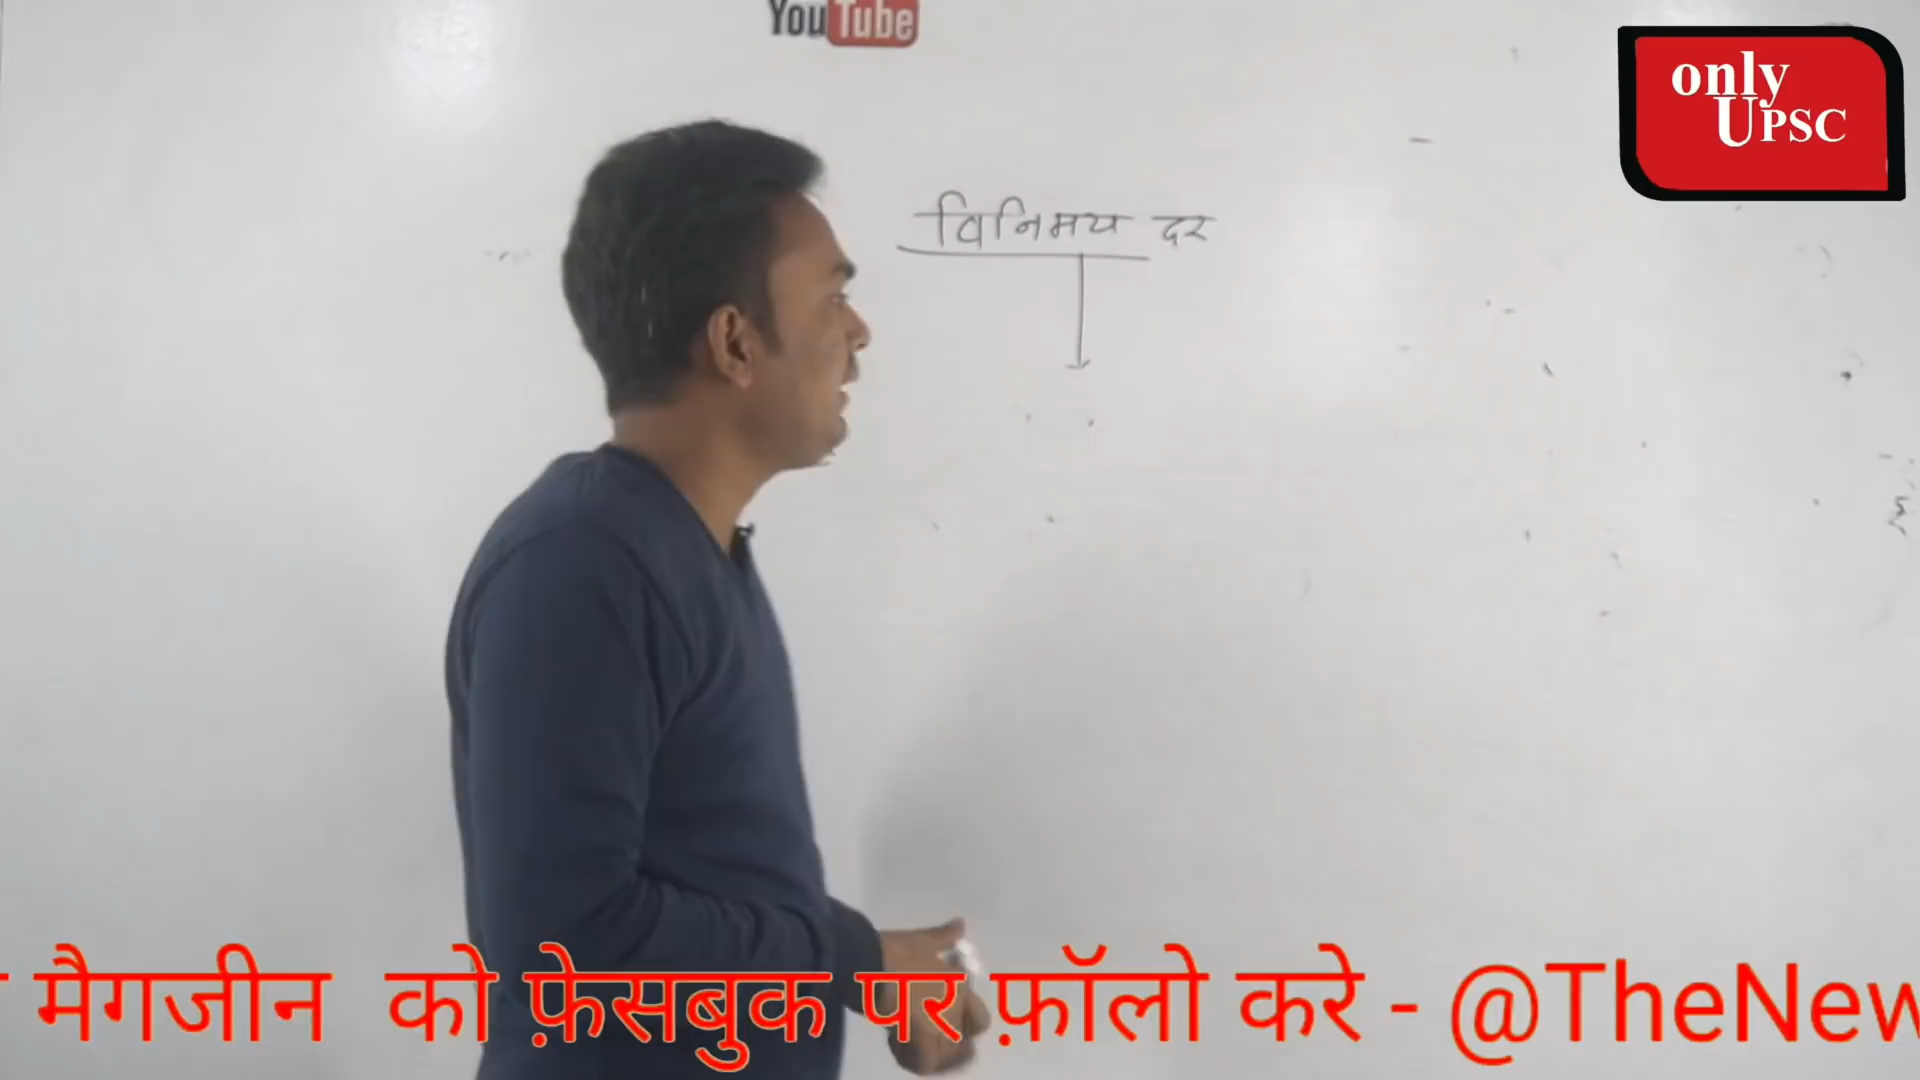 YouTube
only
UPSC
विनिमय दर
मैगजीन को फ़ेसबुक पर फ़ॉलो करे - @TheNew